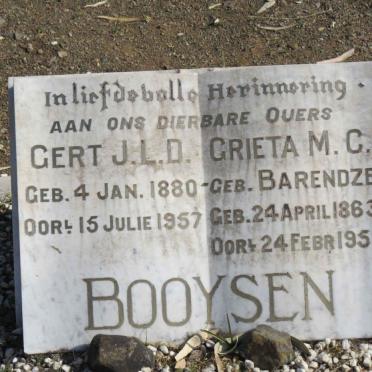 In liefdevolle Herinnering
AAN ONS DIERBARE OUERS
GERT J.L.D. GRIETA M. C.
GEB. 4 JAN. 1880 - GEB. BARENDZE
OORL 15 JULIE 1957 GEB. 24 APRIL 1863
OORL 24 FEBR 195
BOOYSEN